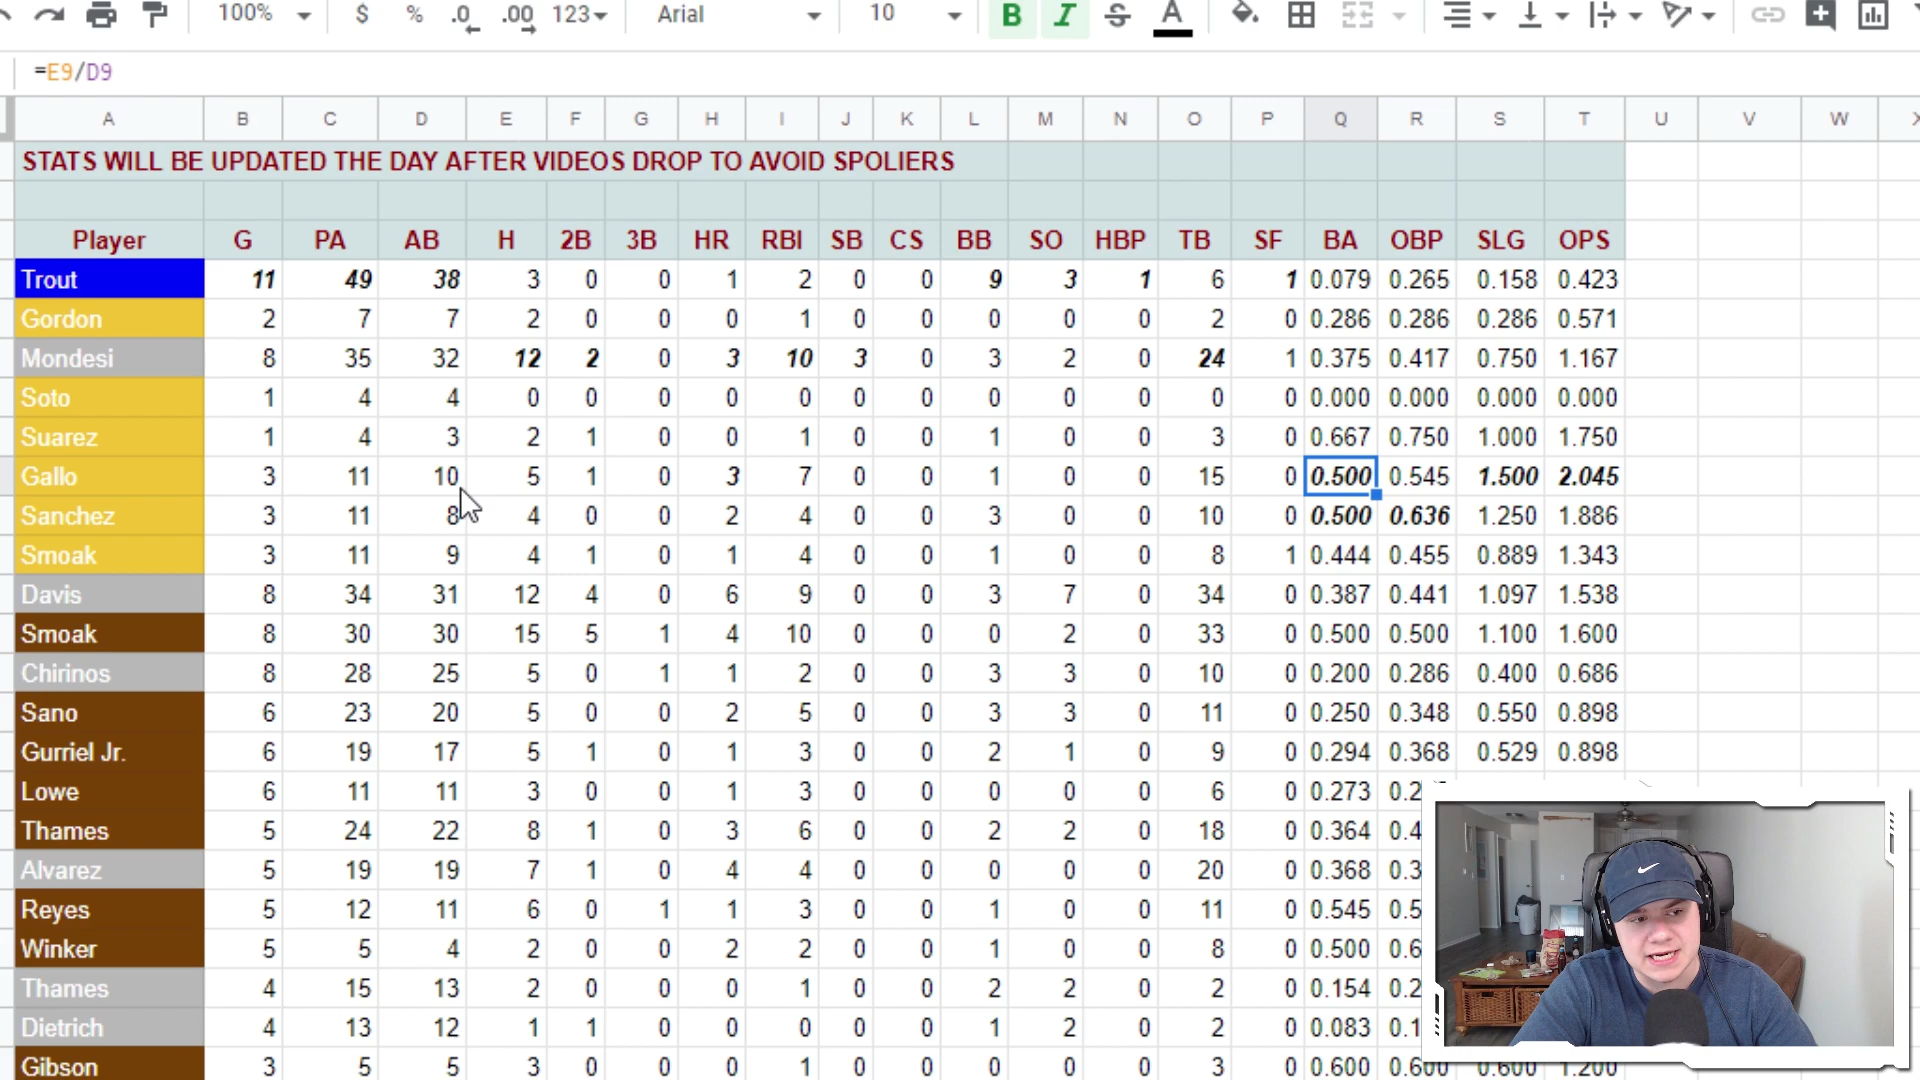 100% $ % .0 .00 123 Arial 10 B I S A
=E9/D9
A B C D E F G H I J K L M N O P Q R S T U V W X
STATS WILL BE UPDATED THE DAY AFTER VIDEOS DROP TO AVOID SPOLIERS
Player G PA AB H 2B 3B HR RBI SB CS BB SO HBP TB SF BA OBP SLG OPS
Trout 11 49 38 3 0 0 1 2 0 0 9 3 1 6 1 0.079 0.265 0.158 0.423
Gordon 2 7 7 2 0 0 0 1 0 0 0 0 0 2 0 0.286 0.286 0.286 0.571
Mondesi 8 35 32 12 2 0 3 10 3 0 3 2 0 24 1 0.375 0.417 0.750 1.167
Soto 1 4 4 0 0 0 0 0 0 0 0 0 0 0 0 0.000 0.000 0.000 0.000
Suarez 1 4 3 2 1 0 0 1 0 0 1 0 0 3 0 0.667 0.750 1.000 1.750
Gallo 3 11 10 5 1 0 3 7 0 0 1 0 0 15 0 0.500 0.545 1.500 2.045
Sanchez 3 11 8 4 0 0 2 4 0 0 3 0 0 10 0 0.500 0.636 1.250 1.886
Smoak 3 11 9 4 1 0 1 4 0 0 1 0 0 8 1 0.444 0.455 0.889 1.343
Davis 8 34 31 12 4 0 6 9 0 0 3 7 0 34 0 0.387 0.441 1.097 1.538
Smoak 8 30 30 15 5 1 4 10 0 0 0 2 0 33 0 0.500 0.500 1.100 1.600
Chirinos 8 28 25 5 0 1 1 2 0 0 3 3 0 10 0 0.200 0.286 0.400 0.686
Sano 6 23 20 5 0 0 2 5 0 0 3 3 0 11 0 0.250 0.348 0.550 0.898
Gurriel Jr. 6 19 17 5 1 0 1 3 0 0 2 1 0 9 0 0.294 0.368 0.529 0.898
Lowe 6 11 11 3 0 0 1 3 0 0 0 0 0 6 0 0.273 0.2
Thames 5 24 22 8 1 0 3 6 0 0 2 2 0 18 0 0.364 0.4
Alvarez 5 19 19 7 1 0 4 4 0 0 0 0 0 20 0 0.368 0.3
Reyes 5 12 11 6 0 1 1 3 0 0 1 0 0 11 0 0.545 0.5
Winker 5 5 4 2 0 0 2 2 0 0 1 0 0 8 0 0.500 0.6
Thames 4 15 13 2 0 0 0 1 0 0 2 2 0 2 0 0.154 0.2
Dietrich 4 13 12 1 1 0 0 0 0 0 1 2 0 2 0 0.083 0.1
Gibson 3 5 5 3 0 0 0 1 0 0 0 0 0 3 0 0.600 0.600 0.600 1.200